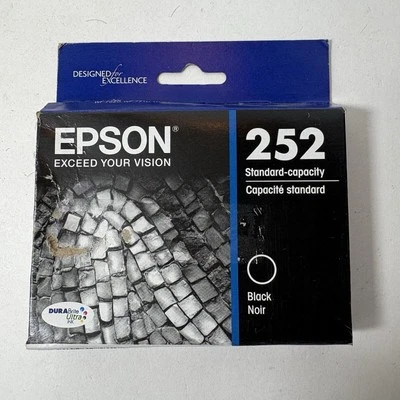 DESIGNED for
EXCELLENCE
EPSON®
EXCEED YOUR VISION
252
Standard-capacity
Capacité standard
Black
Noir
DURABrite
Ultra
INK